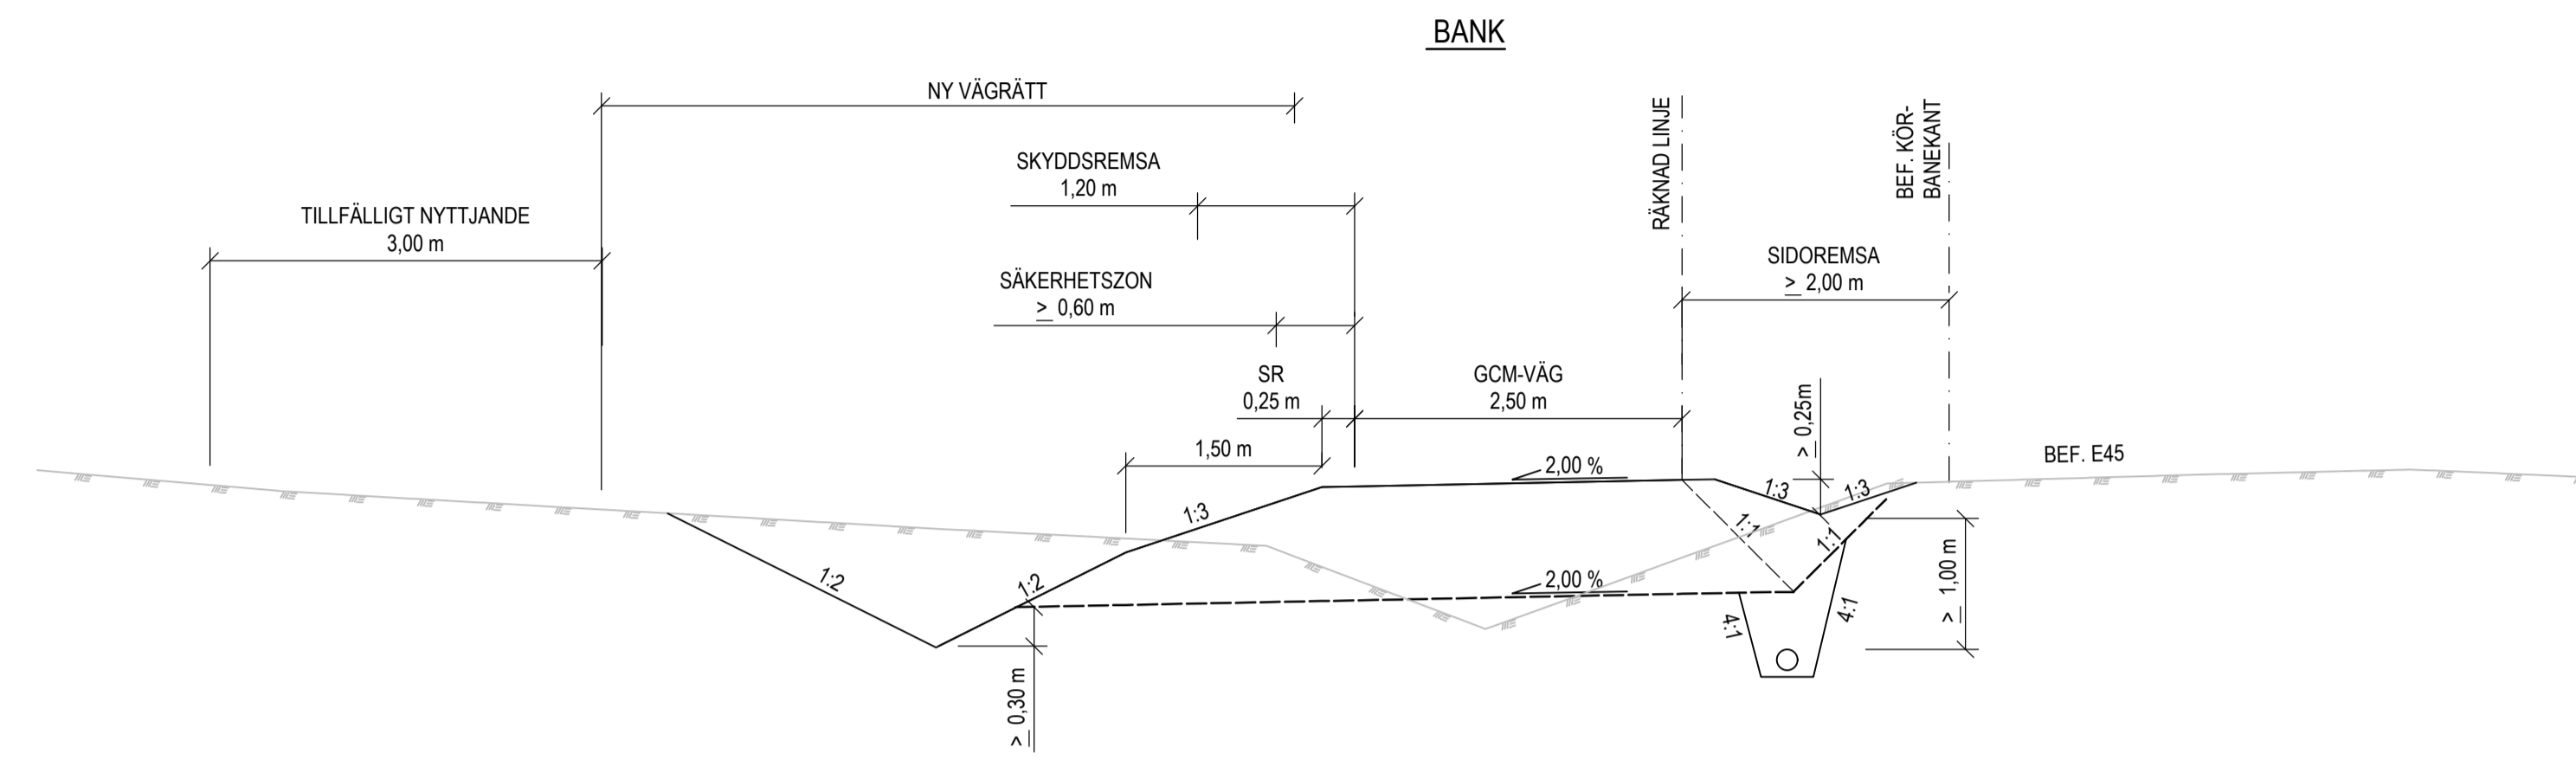 BANK
NY VÄGRÄTT
SKYDDSREMSA
1,20 m
TILLFÄLLIGT NYTTJANDE
3,00 m
SÄKERHETSZON
≥ 0,60 m
RÄKNAD LINJE
BEF. KÖR-
BANEKANT
SIDOREMSA
≥ 2,00 m
SR
0,25 m
GCM-VÄG
2,50 m
≥ 0,25m
1,50 m
BEF. E45
2,00 %
1:3
1:3
1:3
1:1
1:1
1:2
1:2
2,00 %
4:1
4:1
≥ 1,00 m
≥ 0,30 m